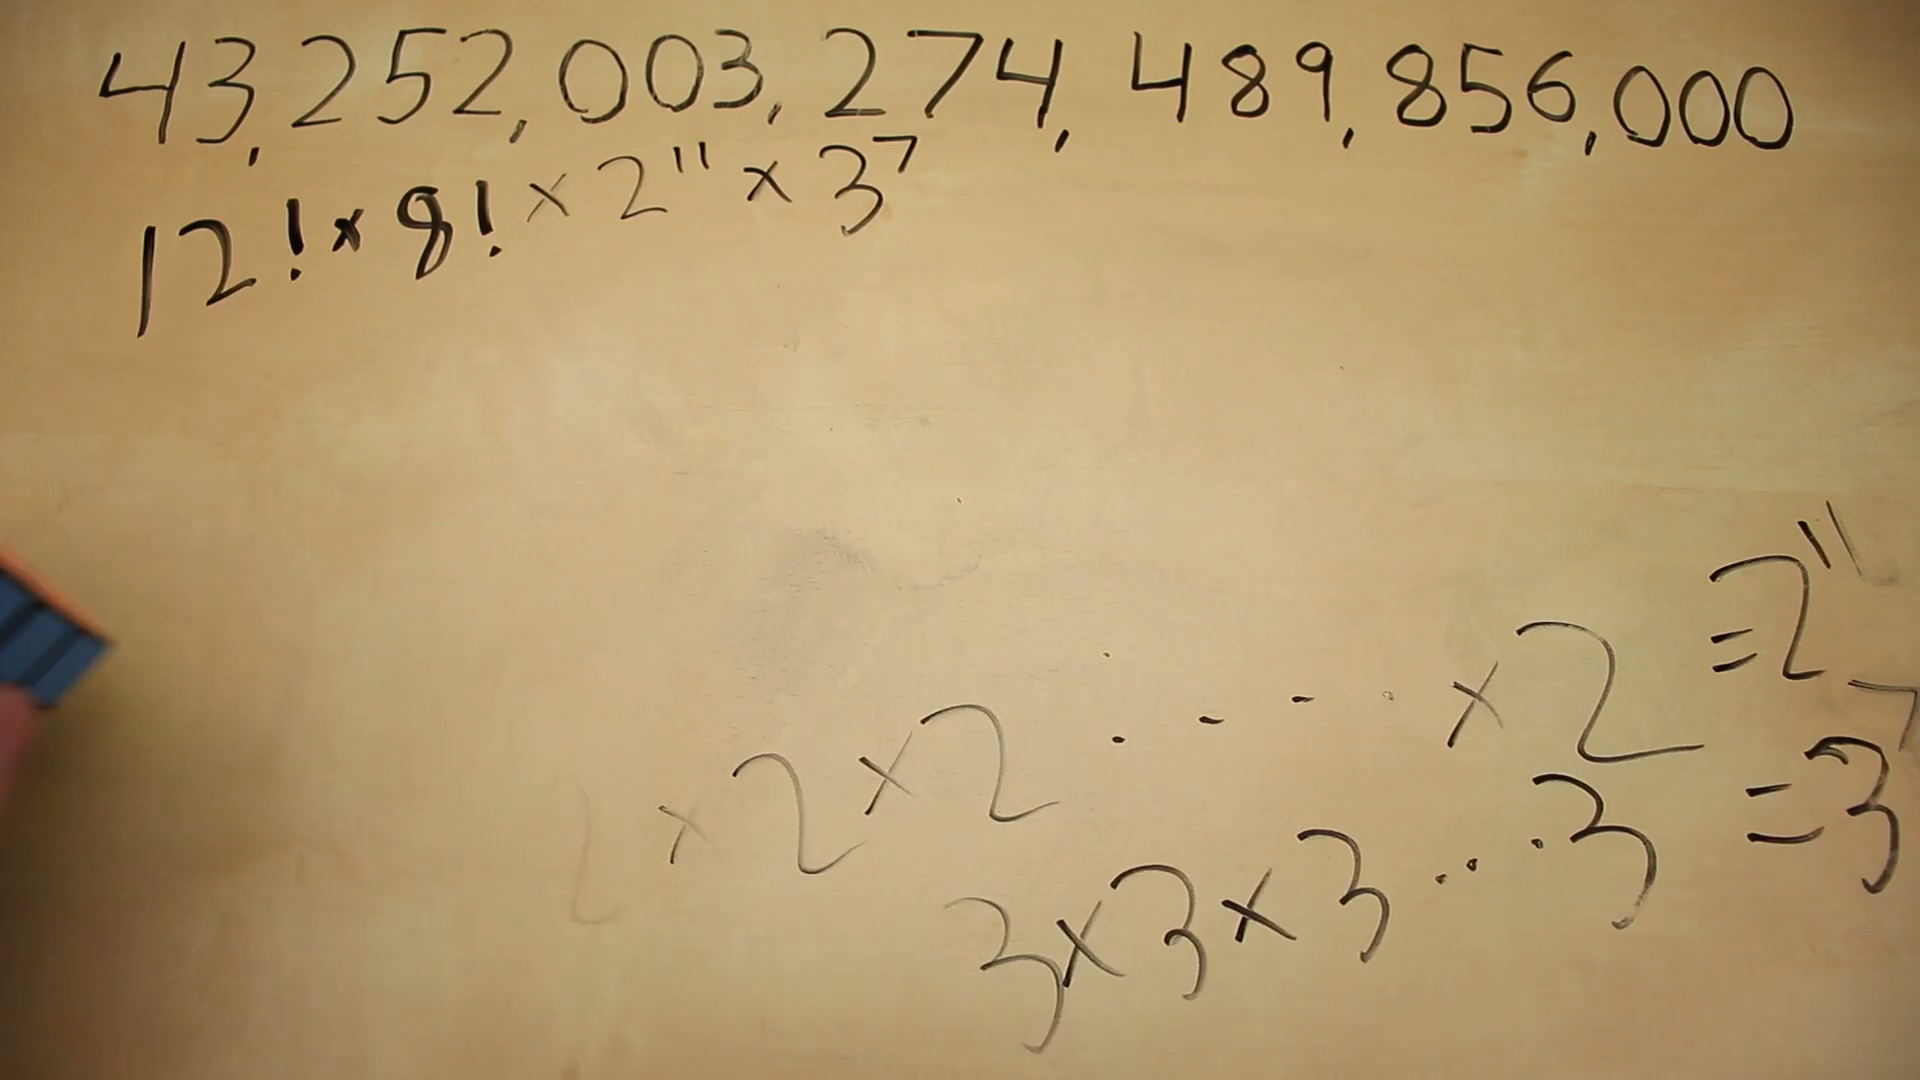 43,252,003,274,489,856,000
12! × 8! × 2¹¹ × 3⁷
2 × 2 × 2 . . - - . × 2 = 2¹¹
3 × 3 × 3 ... 3 = 3⁷